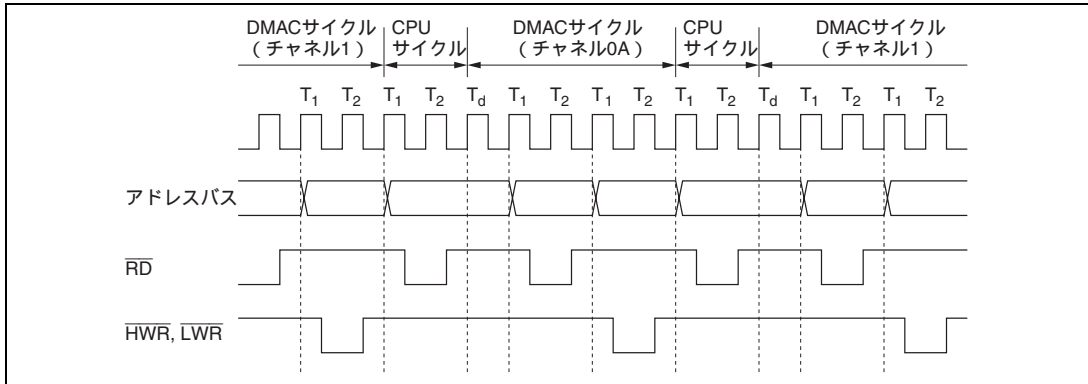 DMACサイクル CPU DMACサイクル CPU DMACサイクル
（チャネル1） サイクル （チャネル0A） サイクル （チャネル1）
T1 T2 T1 T2 Td T1 T2 T1 T2 T1 T2 Td T1 T2 T1 T2
アドレスバス
RD
HWR, LWR